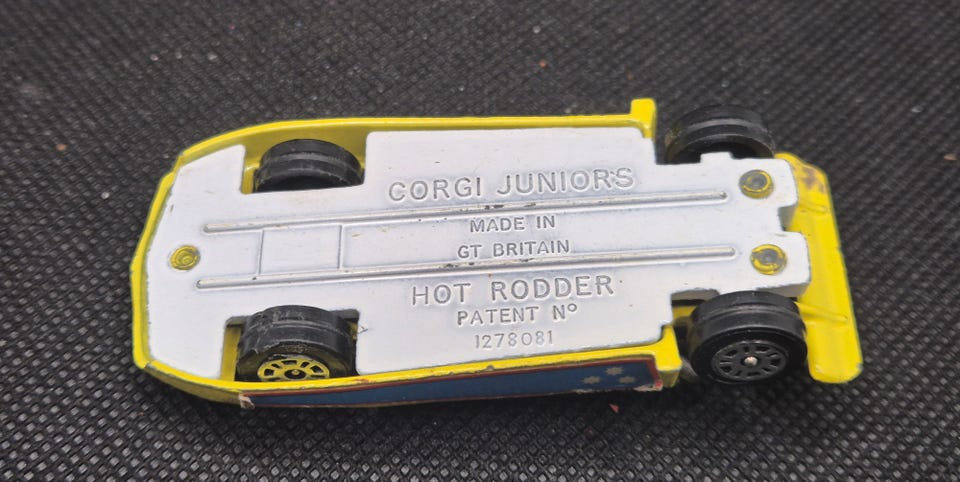 CORGI JUNIORS
MADE IN
GT BRITAIN
HOT RODDER
PATENT Nº
1278081